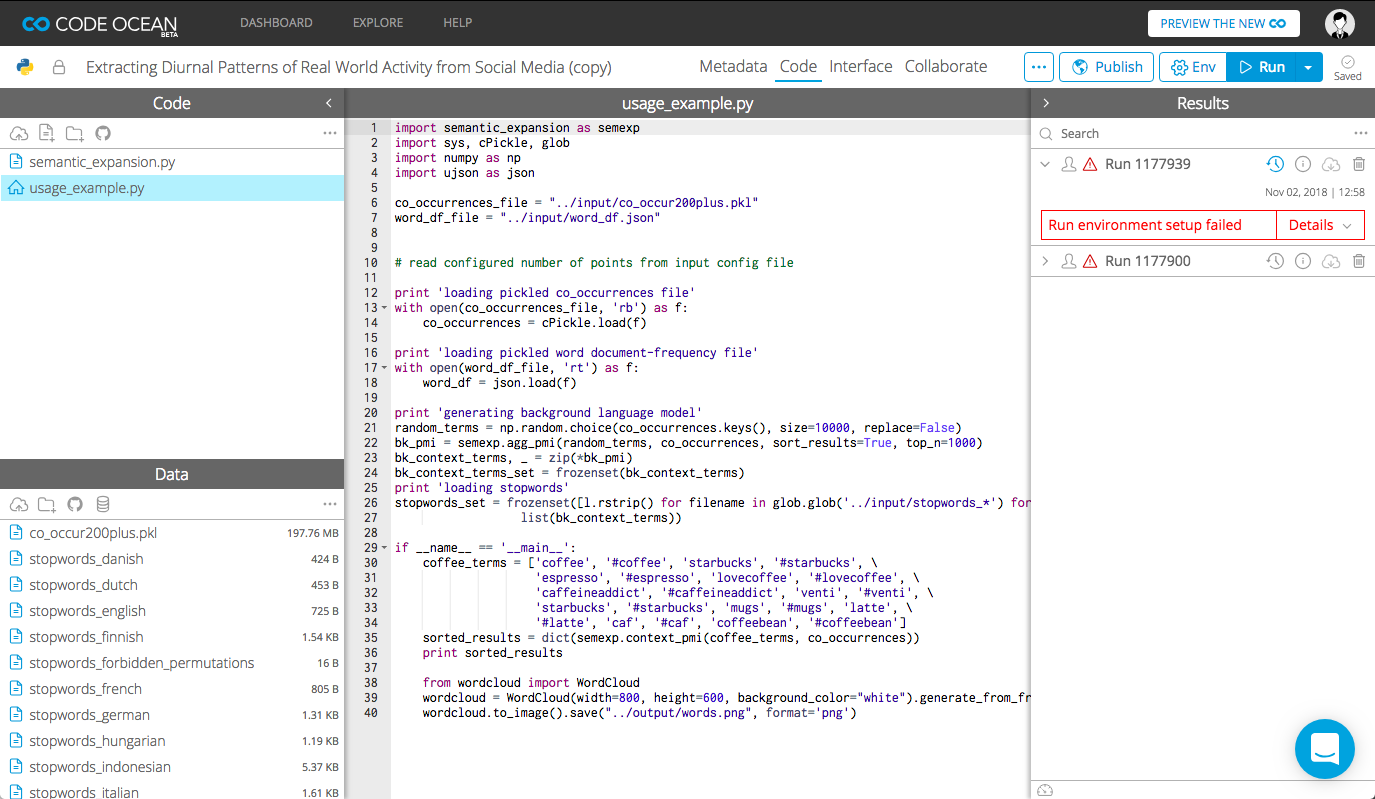 CODE OCEAN
BETA
DASHBOARD
EXPLORE
HELP
PREVIEW THE NEW
Extracting Diurnal Patterns of Real World Activity from Social Media (copy)
Metadata
Code
Interface
Collaborate
Publish
Env
Run
Saved
Code
semantic_expansion.py
usage_example.py
Data
co_occur200plus.pkl 197.76 MB
stopwords_danish 424 B
stopwords_dutch 453 B
stopwords_english 725 B
stopwords_finnish 1.54 KB
stopwords_forbidden_permutations 16 B
stopwords_french 805 B
stopwords_german 1.31 KB
stopwords_hungarian 1.19 KB
stopwords_indonesian 5.37 KB
stopwords_italian 1.61 KB
usage_example.py
1 import semantic_expansion as semexp
2 import sys, cPickle, glob
3 import numpy as np
4 import ujson as json
5
6 co_occurrences_file = "../input/co_occur200plus.pkl"
7 word_df_file = "../input/word_df.json"
8
9
10 # read configured number of points from input config file
11
12 print 'loading pickled co_occurrences file'
13 with open(co_occurrences_file, 'rb') as f:
14 co_occurrences = cPickle.load(f)
15
16 print 'loading pickled word document-frequency file'
17 with open(word_df_file, 'rt') as f:
18 word_df = json.load(f)
19
20 print 'generating background language model'
21 random_terms = np.random.choice(co_occurrences.keys(), size=10000, replace=False)
22 bk_pmi = semexp.agg_pmi(random_terms, co_occurrences, sort_results=True, top_n=1000)
23 bk_context_terms, _ = zip(*bk_pmi)
24 bk_context_terms_set = frozenset(bk_context_terms)
25 print 'loading stopwords'
26 stopwords_set = frozenset([l.rstrip() for filename in glob.glob('../input/stopwords_*') for
27 list(bk_context_terms))
28
29 if __name__ == '__main__':
30 coffee_terms = ['coffee', '#coffee', 'starbucks', '#starbucks', \
31 'espresso', '#espresso', 'lovecoffee', '#lovecoffee', \
32 'caffeineaddict', '#caffeineaddict', 'venti', '#venti', \
33 'starbucks', '#starbucks', 'mugs', '#mugs', 'latte', \
34 '#latte', 'caf', '#caf', 'coffeebean', '#coffeebean']
35 sorted_results = dict(semexp.context_pmi(coffee_terms, co_occurrences))
36 print sorted_results
37
38 from wordcloud import WordCloud
39 wordcloud = WordCloud(width=800, height=600, background_color="white").generate_from_fr
40 wordcloud.to_image().save("../output/words.png", format='png')
Results
Search
Run 1177939
Nov 02, 2018 | 12:58
Run environment setup failed
Details
Run 1177900